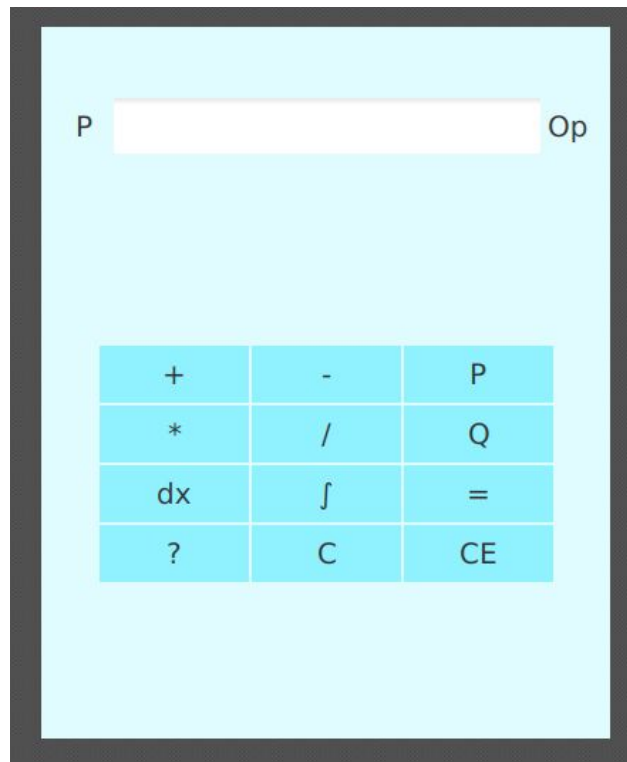 P Op
+ - P
* / Q
dx ∫ =
? C CE